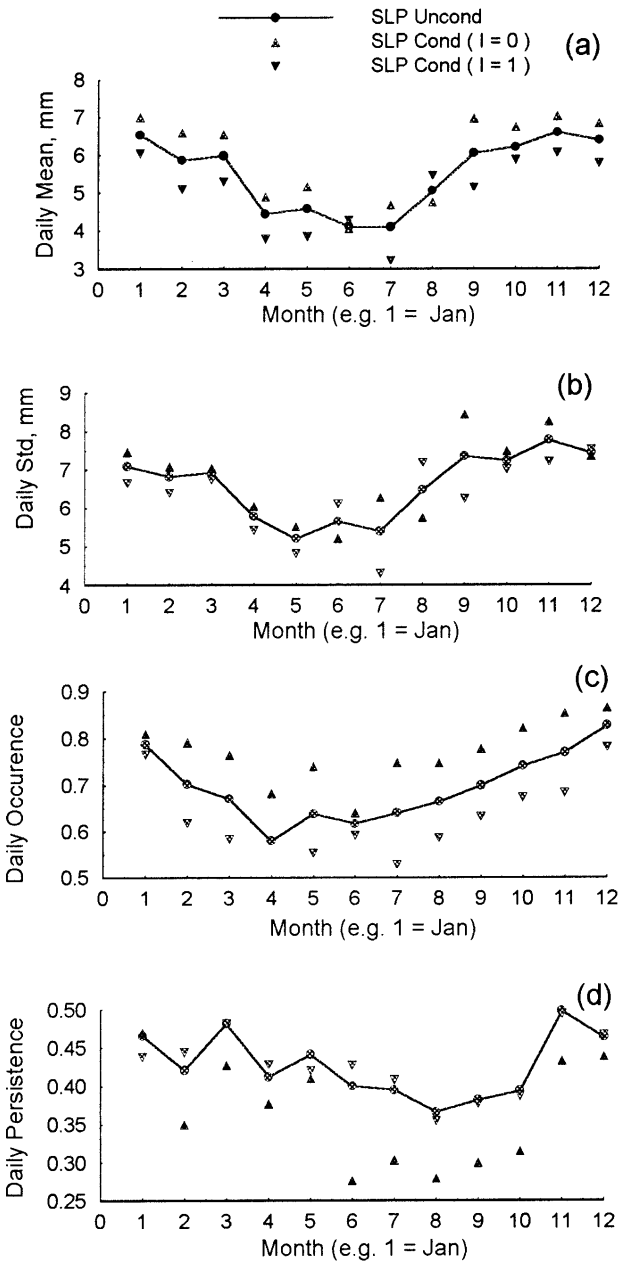 SLP Uncond
SLP Cond ( I = 0 )
SLP Cond ( I = 1 )
(a)
Daily Mean, mm
8
7
6
5
4
3
0 1 2 3 4 5 6 7 8 9 10 11 12
Month (e.g. 1 = Jan)
(b)
Daily Std, mm
9
8
7
6
5
4
0 1 2 3 4 5 6 7 8 9 10 11 12
Month (e.g. 1 = Jan)
(c)
Daily Occurence
0.9
0.8
0.7
0.6
0.5
0 1 2 3 4 5 6 7 8 9 10 11 12
Month (e.g. 1 = Jan)
(d)
Daily Persistence
0.50
0.45
0.40
0.35
0.30
0.25
0 1 2 3 4 5 6 7 8 9 10 11 12
Month (e.g. 1 = Jan)